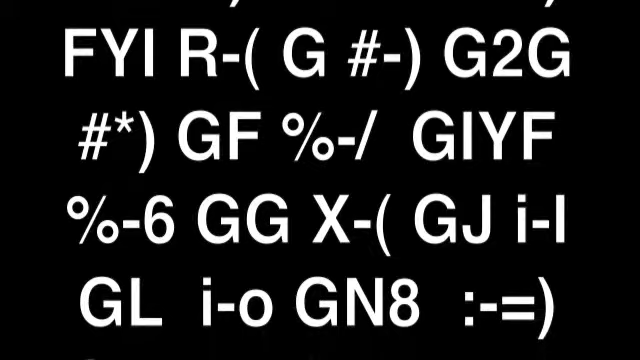 FYI R-( G #-) G2G
#*) GF %-/ GIYF
%-6 GG X-( GJ i-I
GL i-o GN8 :-=)